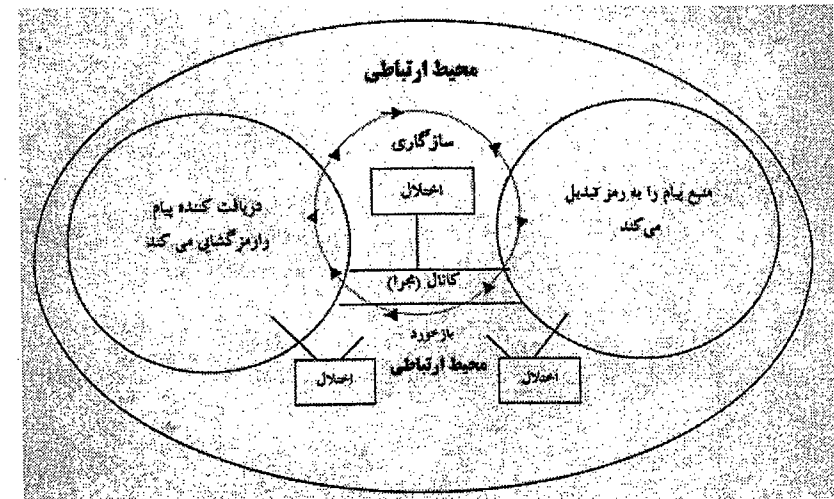 محیط ارتباطی
سازگاری
اختلال
منبع پیام را به رمز تبدیل
می کند
دریافت کننده پیام
رازمزگشایی می کند
کانال (مجرا)
بازخورد
محیط ارتباطی
اختلال
اختلال